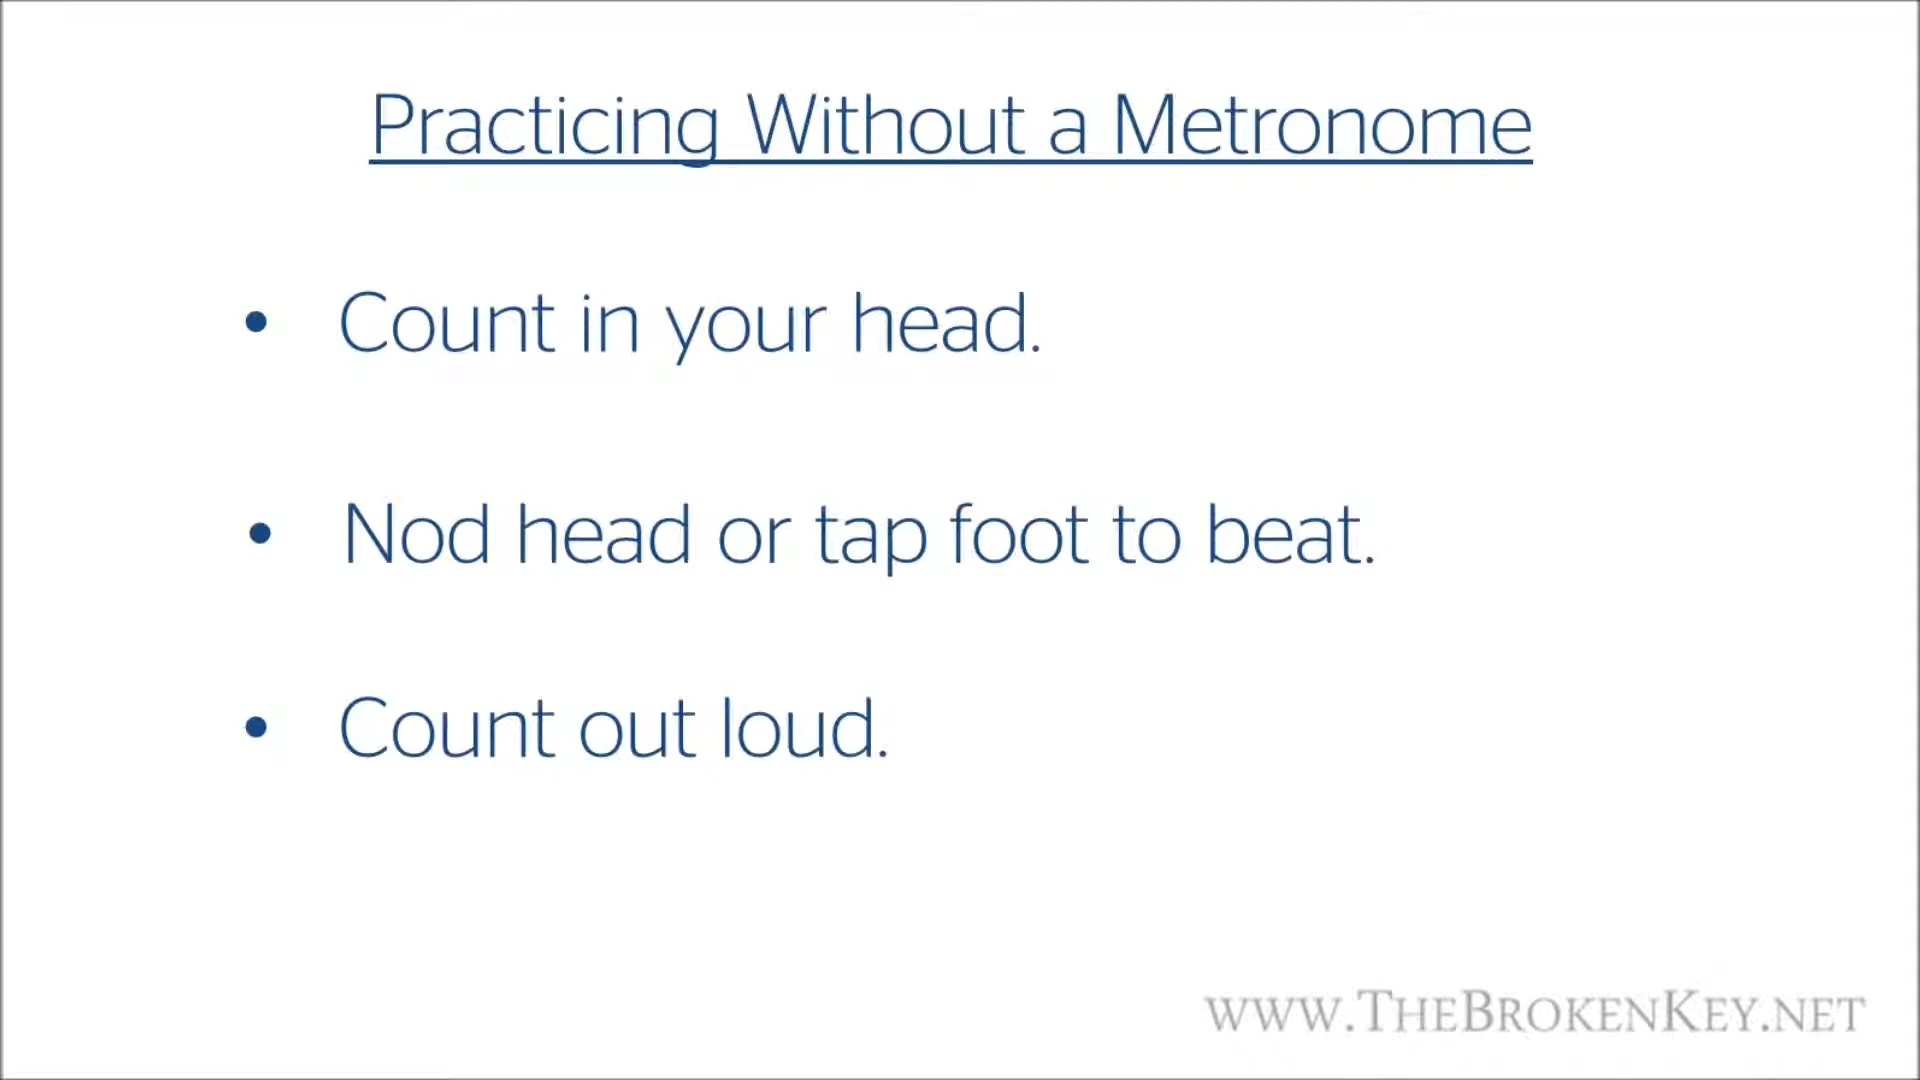 Practicing Without a Metronome
• Count in your head.
• Nod head or tap foot to beat.
• Count out loud.
www.TheBrokenKey.net